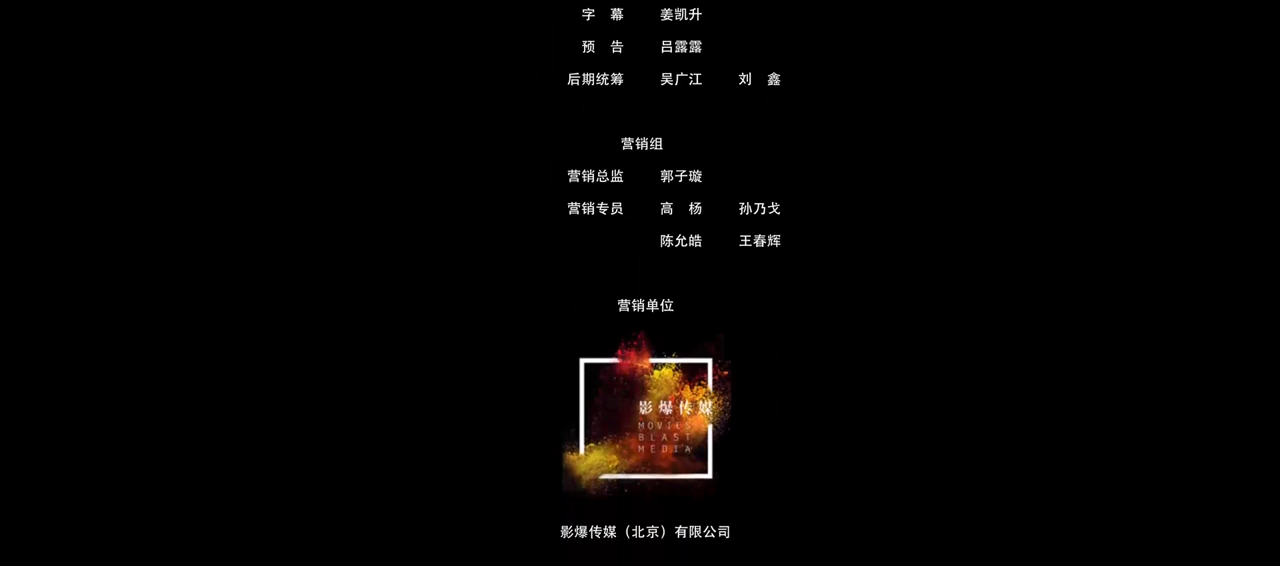 字　幕 姜凯升
预　告 吕露露
后期统筹 吴广江 刘　鑫
营销组
营销总监 郭子璇
营销专员 高　杨 孙乃戈
陈允皓 王春辉
营销单位
影爆传媒
MOVIES
BLAST
MEDIA
影爆传媒（北京）有限公司